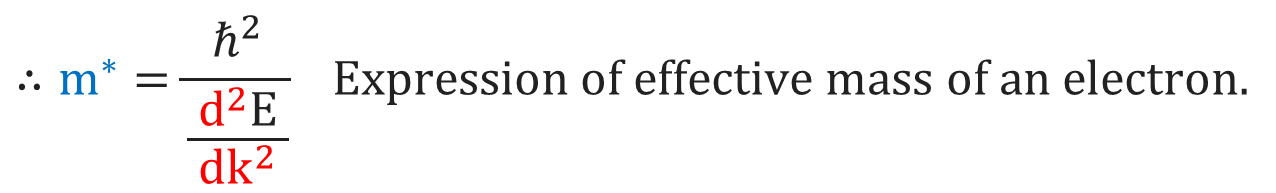 ∴ m* = ħ² / (d²E / dk²) Expression of effective mass of an electron.